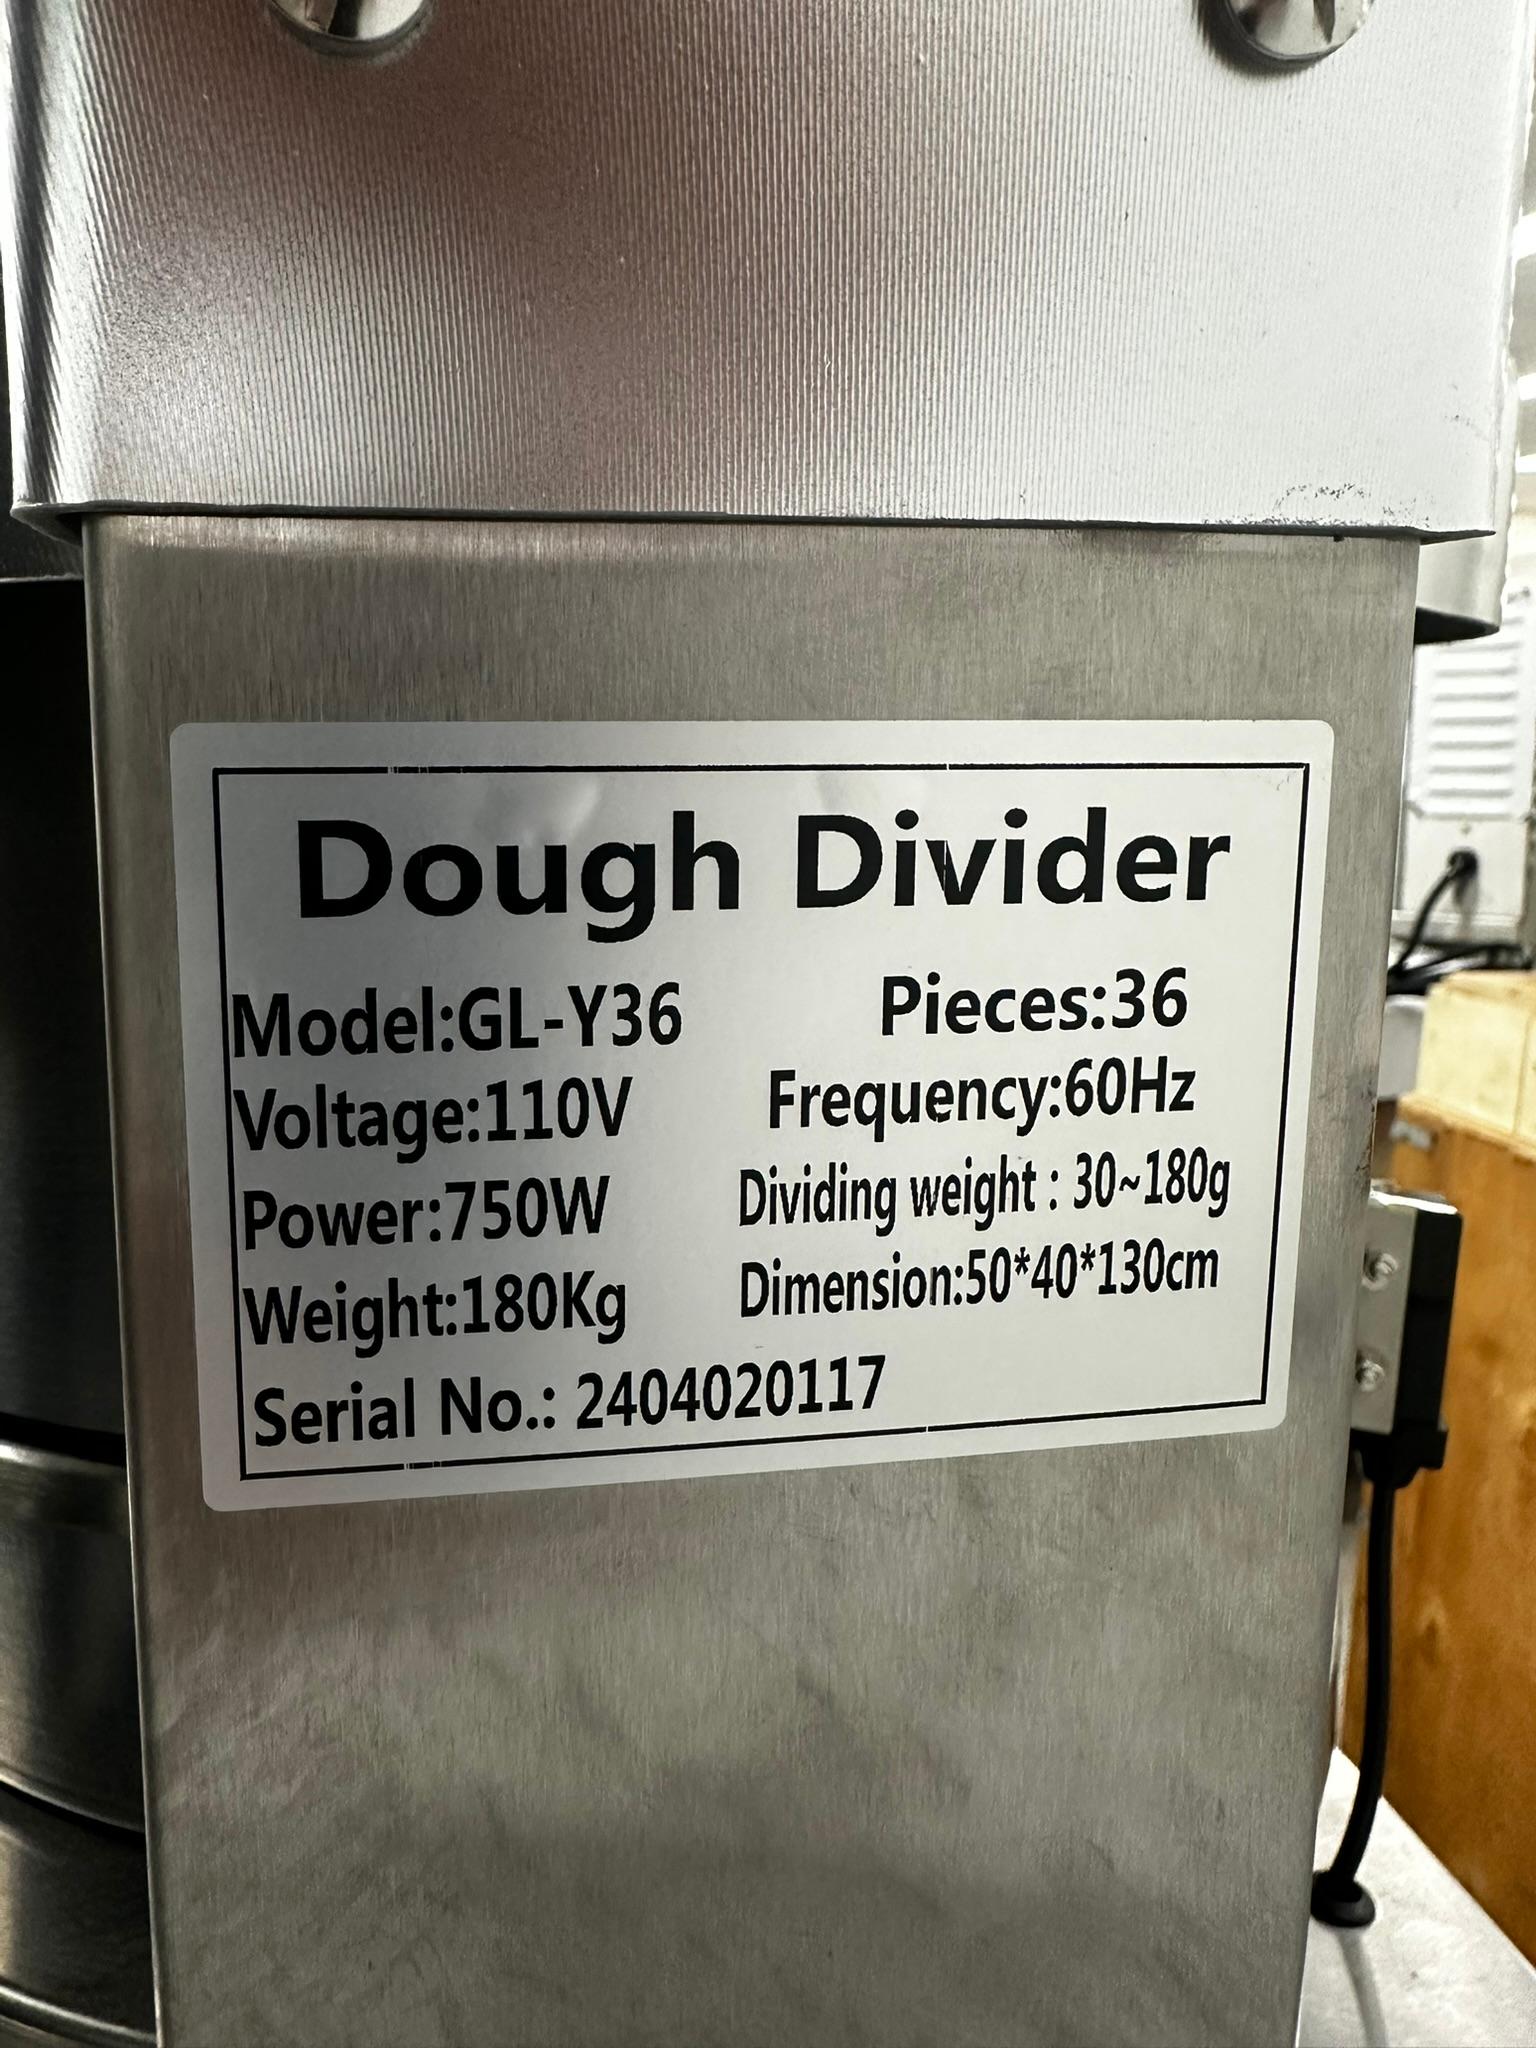 Dough Divider
Model:GL-Y36 Pieces:36
Voltage:110V Frequency:60Hz
Power:750W Dividing weight : 30~180g
Weight:180Kg Dimension:50*40*130cm
Serial No.: 2404020117